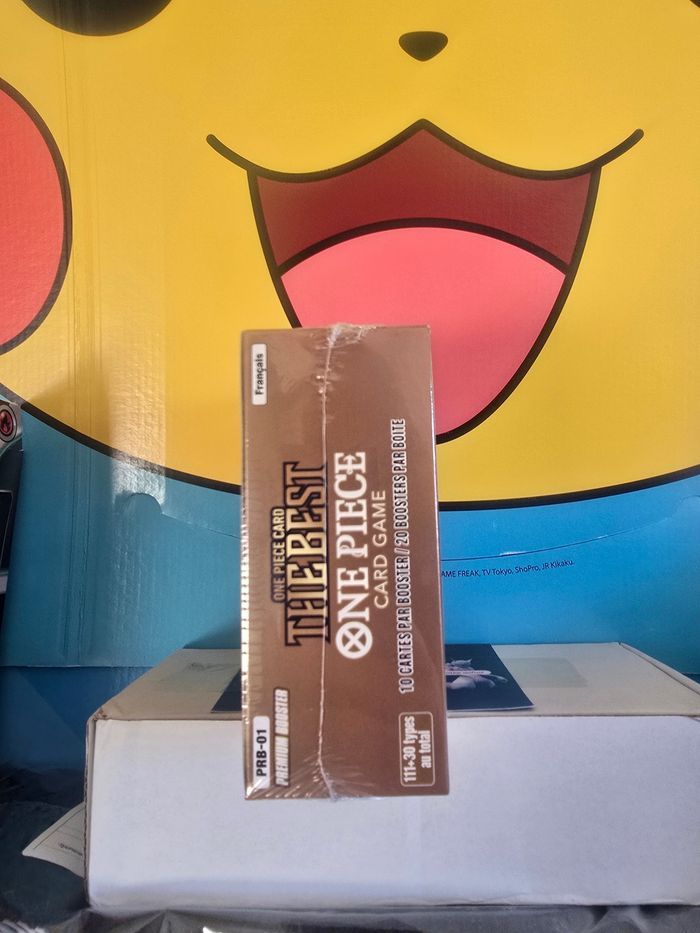 Français
ONE PIECE CARD
THE BEST
ONE PIECE
CARD GAME
10 CARTES PAR BOOSTER / 20 BOOSTERS PAR BOITE
PRB-01
PREMIUM BOOSTER
111+30 types
au total
AME FREAK, TV Tokyo, ShoPro, JR Kikaku.